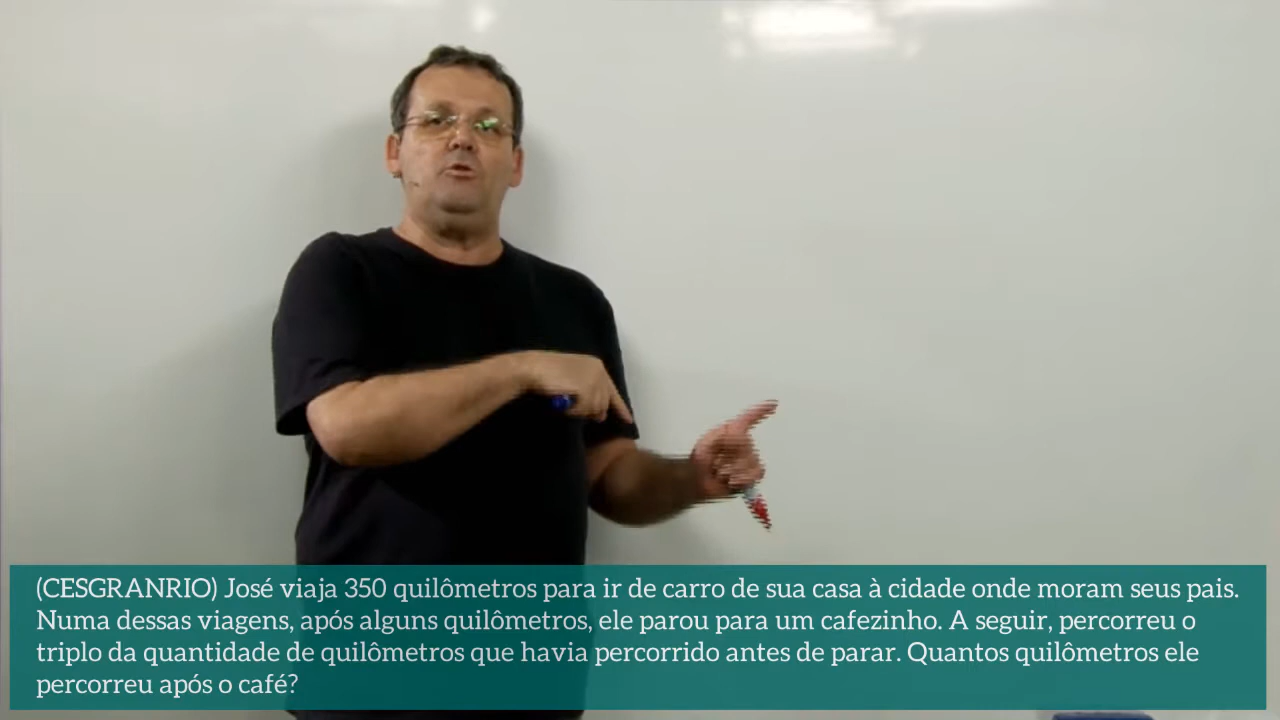 (CESGRANRIO) José viaja 350 quilômetros para ir de carro de sua casa à cidade onde moram seus pais.
Numa dessas viagens, após alguns quilômetros, ele parou para um cafezinho. A seguir, percorreu o
triplo da quantidade de quilômetros que havia percorrido antes de parar. Quantos quilômetros ele
percorreu após o café?